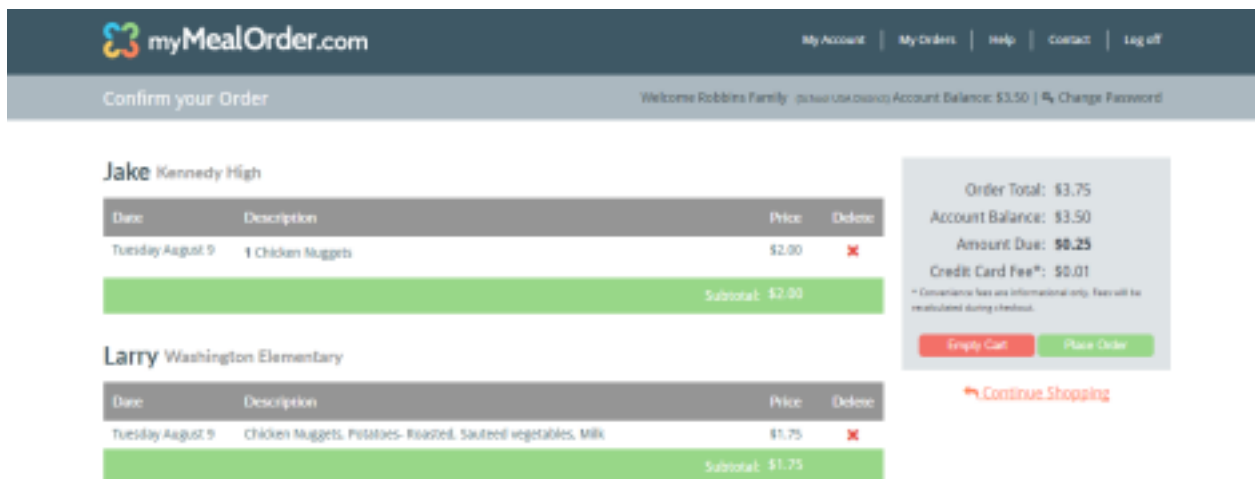 myMealOrder.com
My Account | My Orders | Help | Contact | Log off
Confirm your Order
Welcome Robbins Family (School USA District) Account Balance: $3.50 | Change Password
Jake Kennedy High
Date Description Price Delete
Tuesday August 9 1 Chicken Nuggets $2.00
Subtotal: $2.00
Larry Washington Elementary
Date Description Price Delete
Tuesday August 9 Chicken Nuggets, Potatoes- Roasted, Sauteed vegetables, Milk $1.75
Subtotal: $1.75
Order Total: $3.75
Account Balance: $3.50
Amount Due: $0.25
Credit Card Fee*: $0.01
* Convenience fees are informational only. Fees will be
recalculated during checkout.
Empty Cart Place Order
Continue Shopping